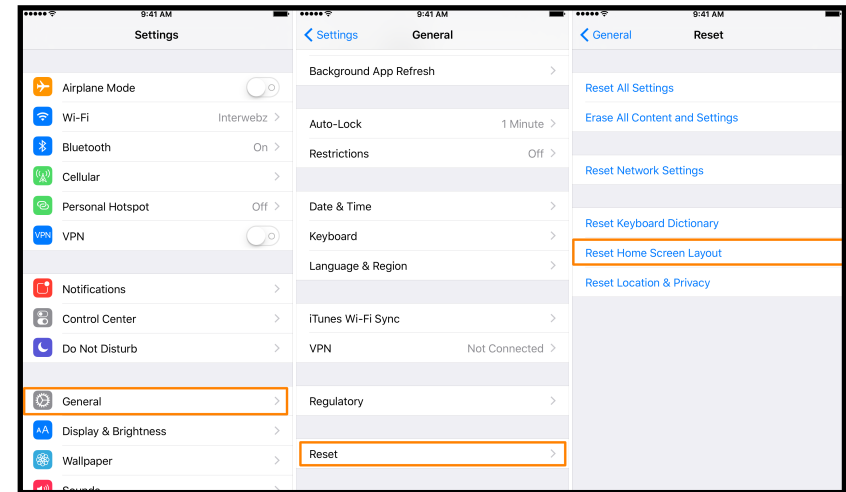 9:41 AM
Settings
Airplane Mode
Wi-Fi Interwebz
Bluetooth On
Cellular
Personal Hotspot Off
VPN VPN
Notifications
Control Center
Do Not Disturb
General
AA Display & Brightness
Wallpaper
Sounds
9:41 AM
Settings General
Background App Refresh
Auto-Lock 1 Minute
Restrictions Off
Date & Time
Keyboard
Language & Region
iTunes Wi-Fi Sync
VPN Not Connected
Regulatory
Reset
9:41 AM
General Reset
Reset All Settings
Erase All Content and Settings
Reset Network Settings
Reset Keyboard Dictionary
Reset Home Screen Layout
Reset Location & Privacy